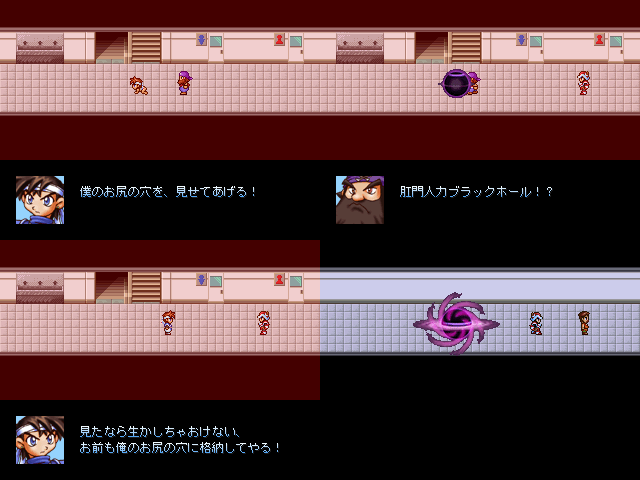 僕のお尻の穴を、見せてあげる！
肛門人力ブラックホール！？
見たなら生かしちゃおけない、
お前も俺のお尻の穴に格納してやる！